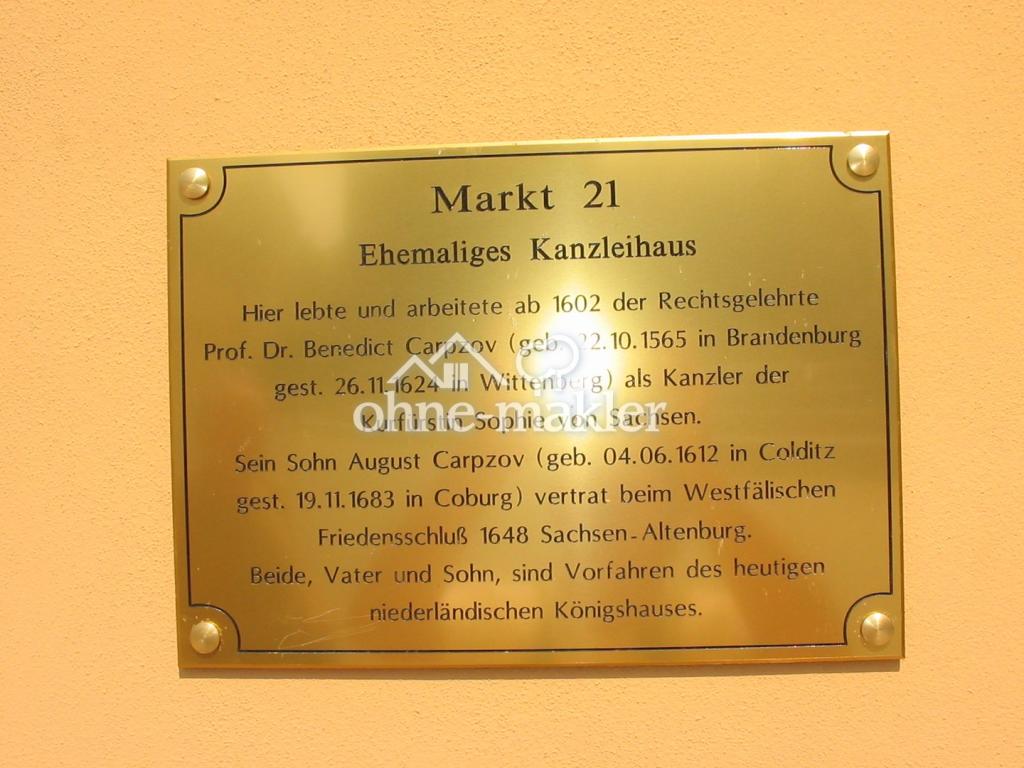 Markt 21
Ehemaliges Kanzleihaus
Hier lebte und arbeitete ab 1602 der Rechtsgelehrte
Prof. Dr. Benedict Carpzov (geb. 22.10.1565 in Brandenburg
gest. 26.11.1624 in Wittenberg) als Kanzler der
Kurfürstin Sophie von Sachsen.
ohne-makler
Sein Sohn August Carpzov (geb. 04.06.1612 in Colditz
gest. 19.11.1683 in Coburg) vertrat beim Westfälischen
Friedensschluß 1648 Sachsen-Altenburg.
Beide, Vater und Sohn, sind Vorfahren des heutigen
niederländischen Königshauses.